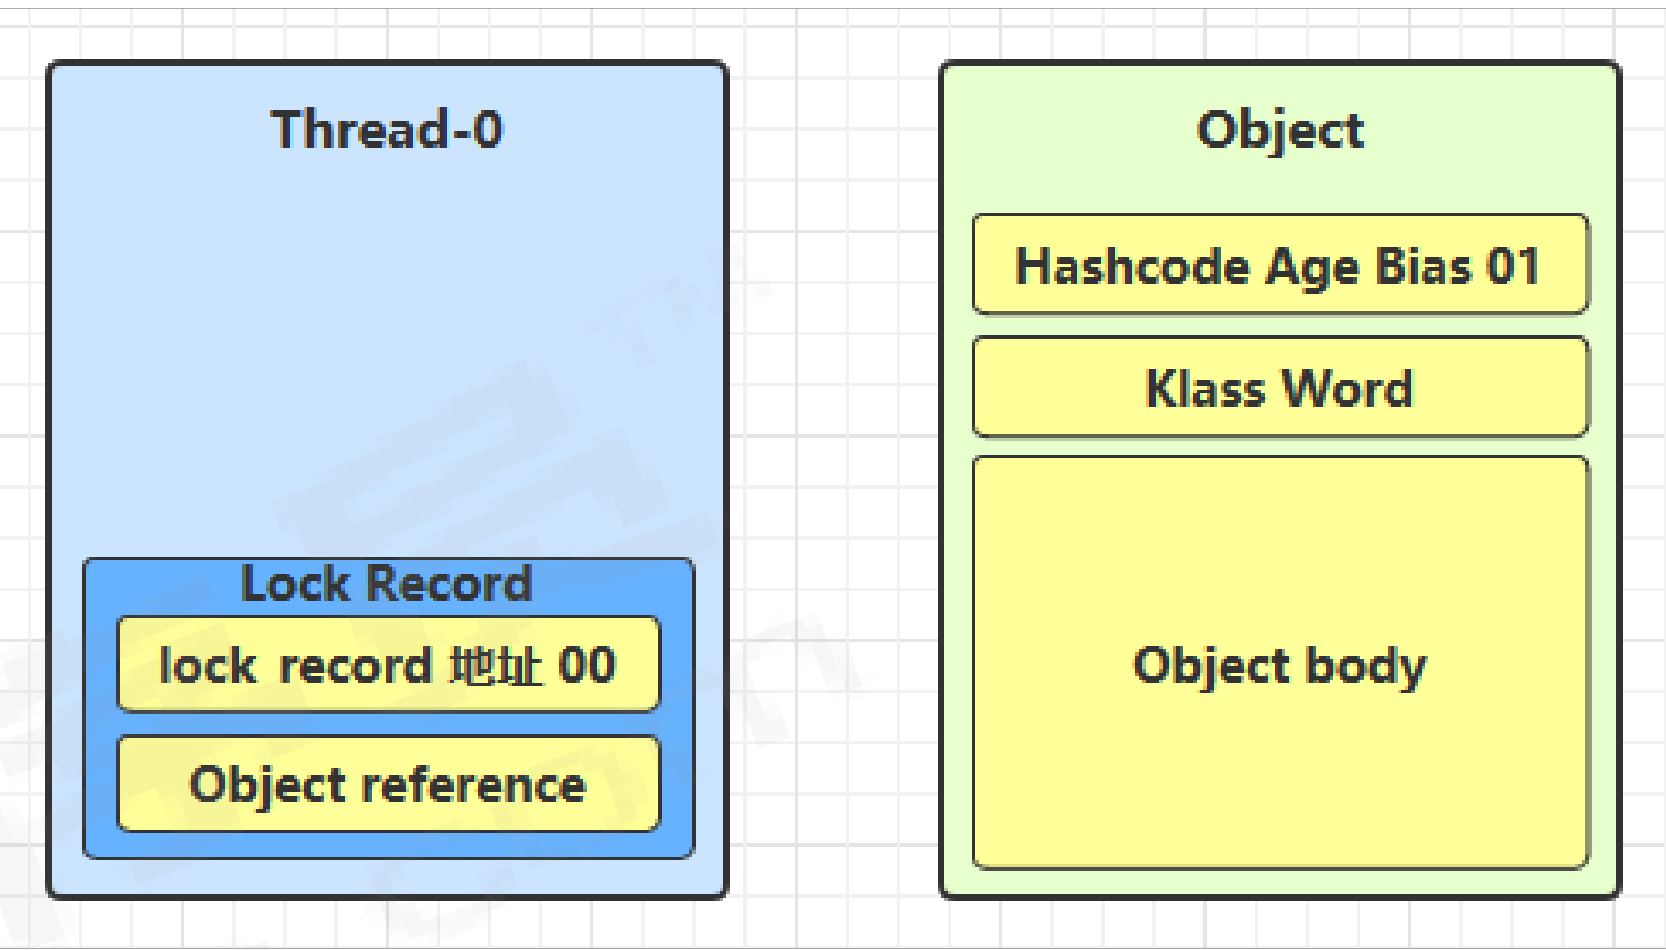 Thread-0
Lock Record
lock record 地址 00
Object reference
Object
Hashcode Age Bias 01
Klass Word
Object body